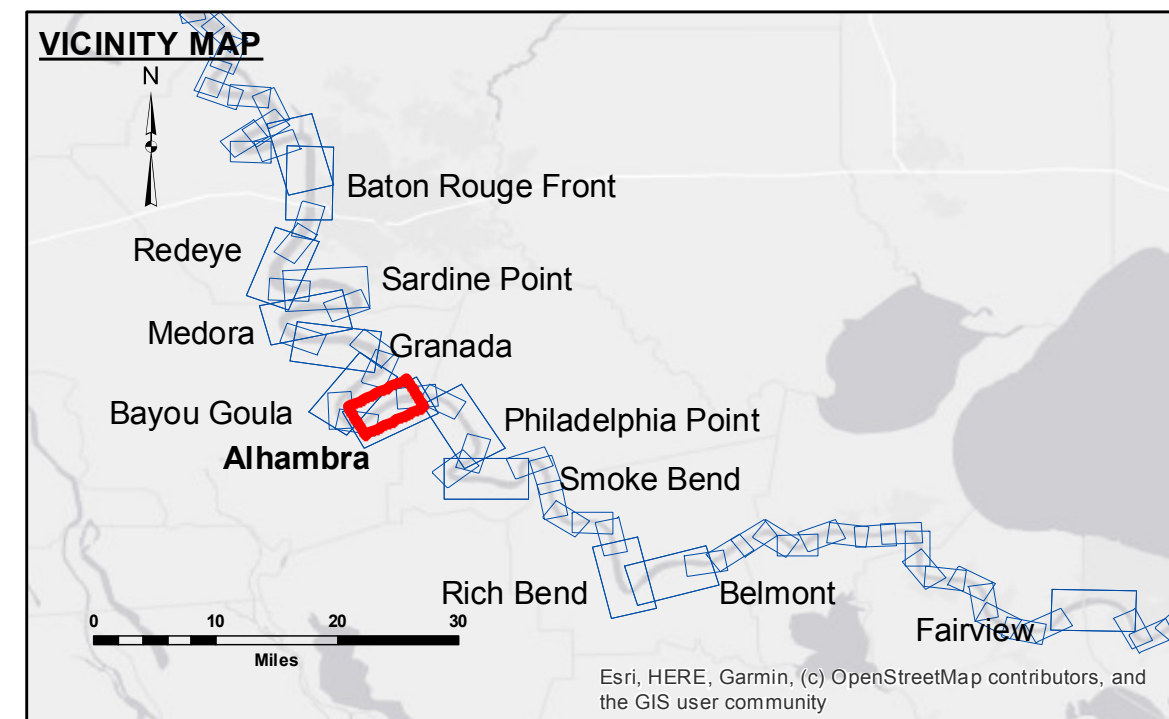 VICINITY MAP
N
Baton Rouge Front
Redeye
Sardine Point
Medora
Granada
Bayou Goula
Philadelphia Point
Alhambra
Smoke Bend
Rich Bend
Belmont
Fairview
0 10 20 30
Miles
Esri, HERE, Garmin, (c) OpenStreetMap contributors, and
the GIS user community